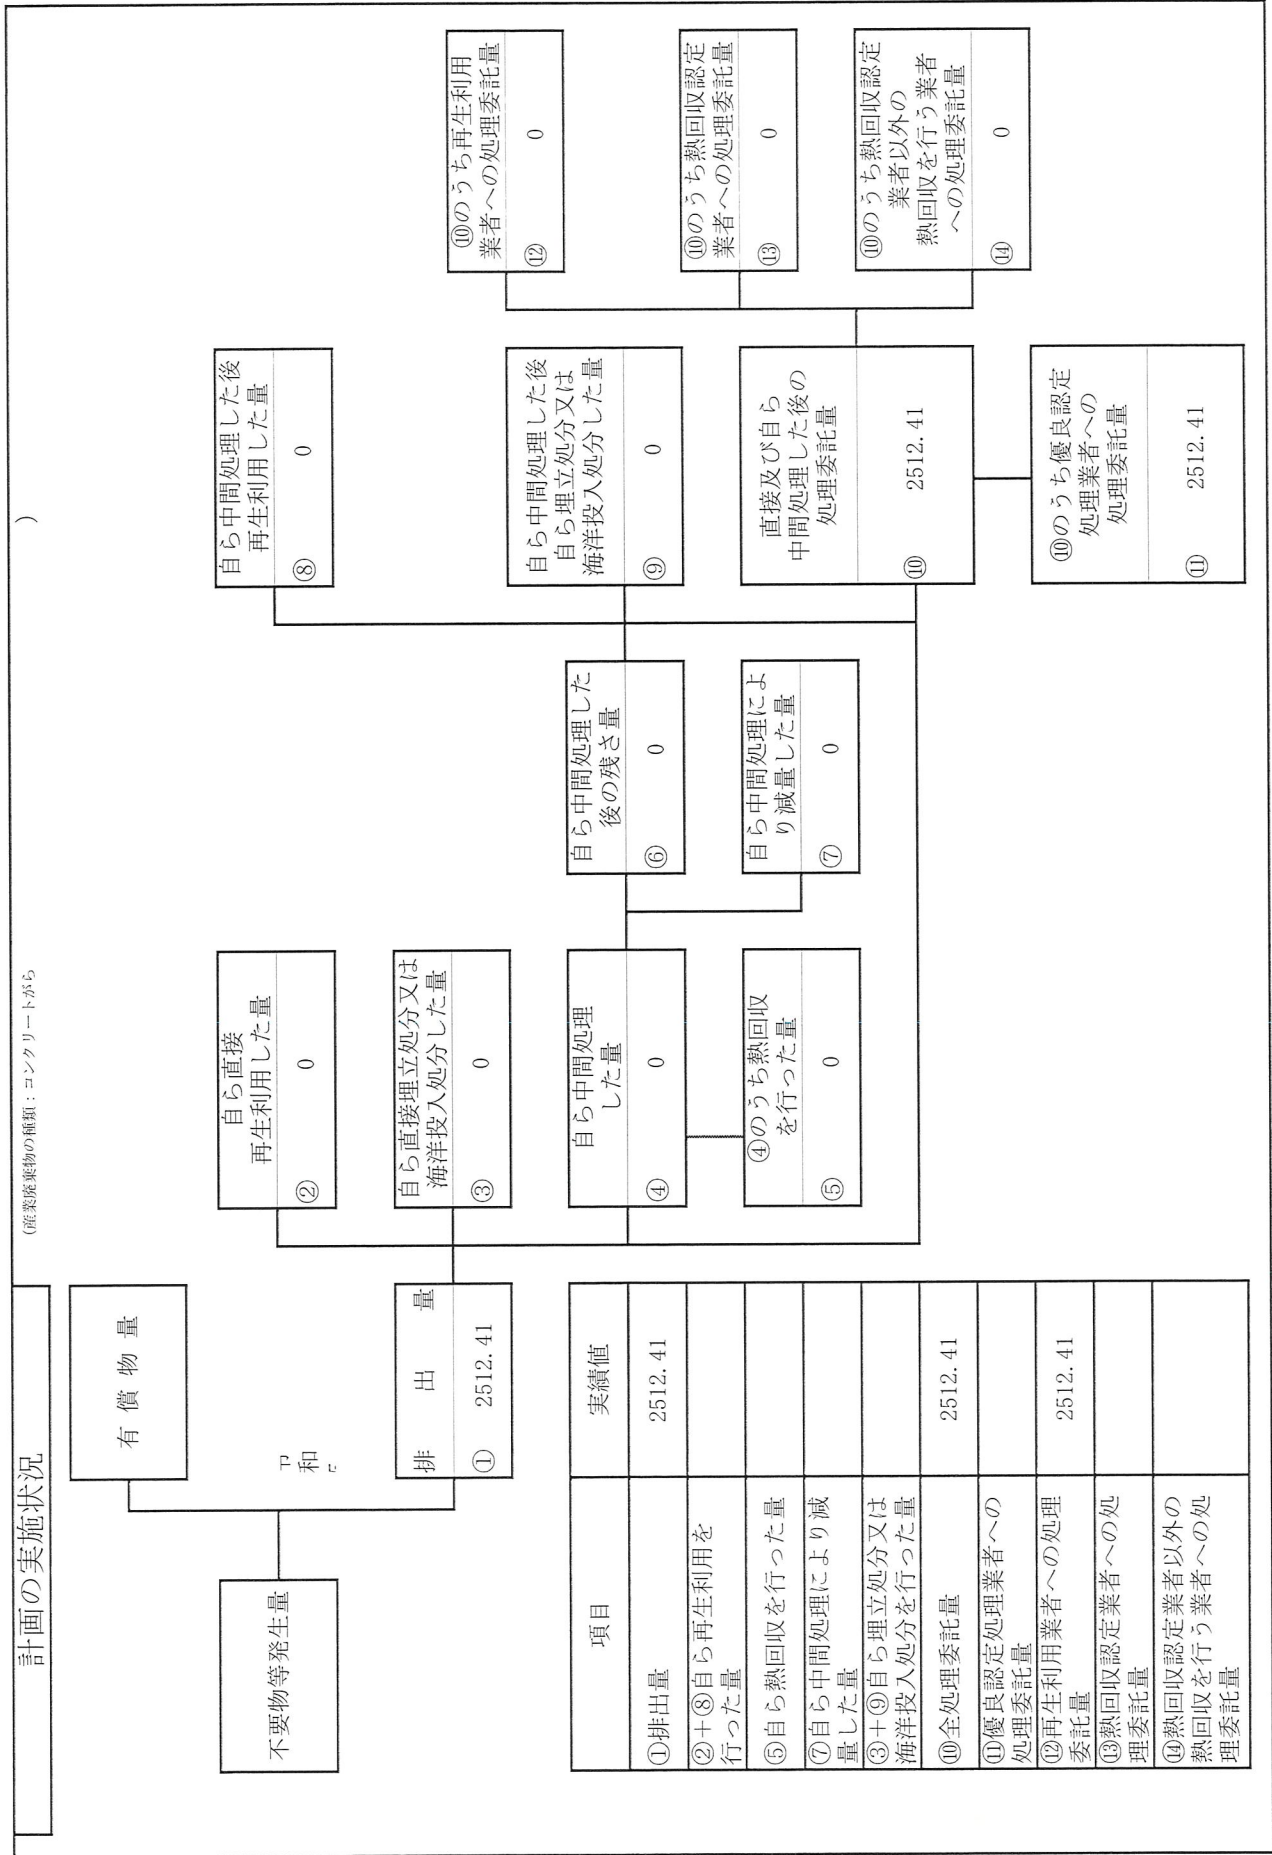 計画の実施状況
(産業廃棄物の種類：コンクリートがら
)
不要物等発生量
有 償 物 量
和
排 出 量
① 2512.41
自ら直接
再生利用した量
② 0
自ら直接埋立処分又は
海洋投入処分した量
③ 0
自ら中間処理
した量
④ 0
④のうち熱回収
を行った量
⑤ 0
自ら中間処理した
後の残さ量
⑥ 0
自ら中間処理によ
り減量した量
⑦ 0
自ら中間処理した後
再生利用した量
⑧ 0
自ら中間処理した後
自ら埋立処分又は
海洋投入処分した量
⑨ 0
直接及び自ら
中間処理した後の
処理委託量
⑩ 2512.41
⑩のうち優良認定
処理業者への
処理委託量
⑪ 2512.41
⑩のうち再生利用
業者への処理委託量
⑫ 0
⑩のうち熱回収認定
業者への処理委託量
⑬ 0
⑩のうち熱回収認定
業者以外の
熱回収を行う業者
への処理委託量
⑭ 0
項目 実績値
①排出量 2512.41
②+⑧自ら再生利用を
行った量
⑤自ら熱回収を行った量
⑦自ら中間処理により減
量した量
③+⑨自ら埋立処分又は
海洋投入処分を行った量
⑩全処理委託量 2512.41
⑪優良認定処理業者への
処理委託量
⑫再生利用業者への処理
委託量 2512.41
⑬熱回収認定業者への処
理委託量
⑭熱回収認定業者以外の
熱回収を行う業者への処
理委託量